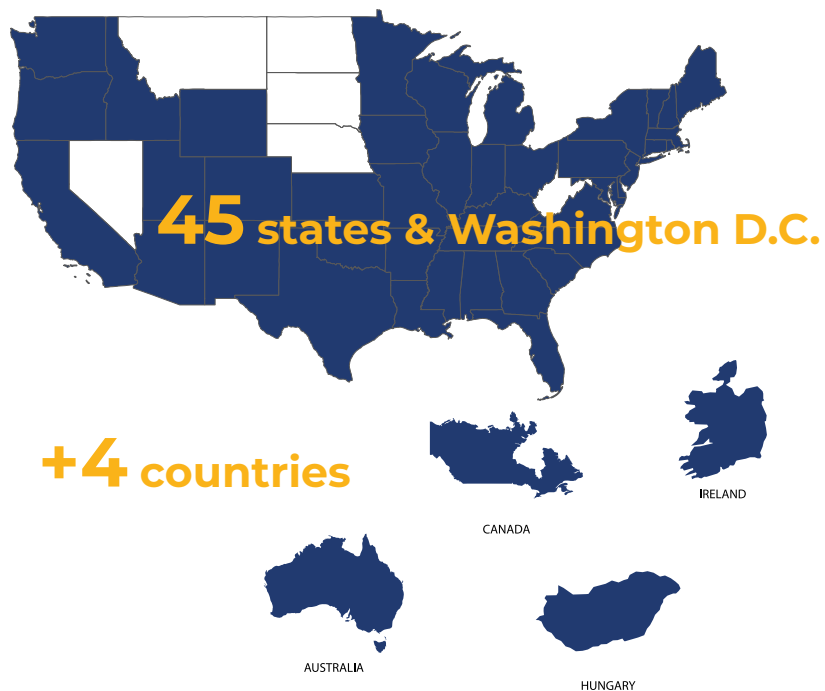 45 states & Washington D.C.
+4 countries
IRELAND
CANADA
AUSTRALIA
HUNGARY